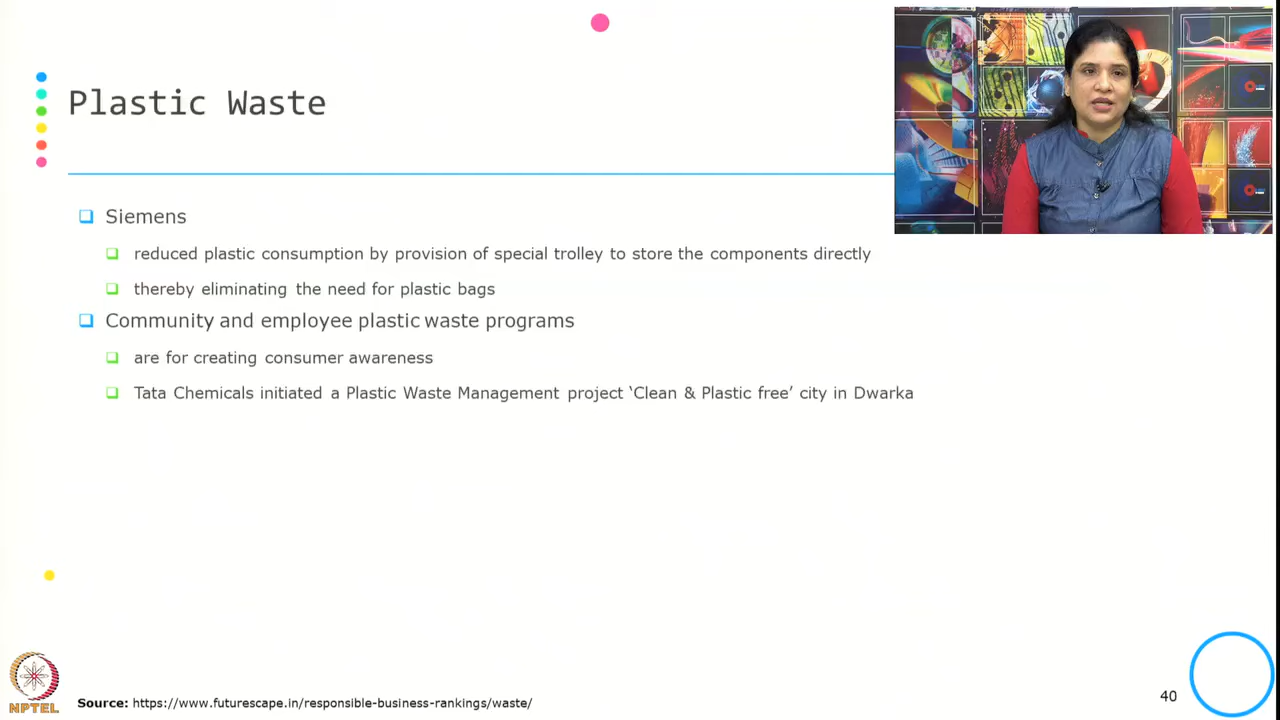 Plastic Waste
Siemens
reduced plastic consumption by provision of special trolley to store the components directly
thereby eliminating the need for plastic bags
Community and employee plastic waste programs
are for creating consumer awareness
Tata Chemicals initiated a Plastic Waste Management project ‘Clean & Plastic free’ city in Dwarka
NPTEL
Source: https://www.futurescape.in/responsible-business-rankings/waste/
40